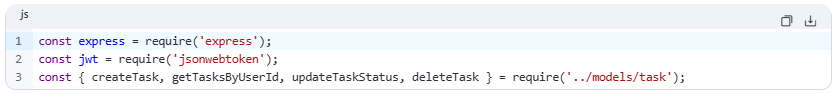 js
1 const express = require('express');
2 const jwt = require('jsonwebtoken');
3 const { createTask, getTasksByUserId, updateTaskStatus, deleteTask } = require('../models/task');